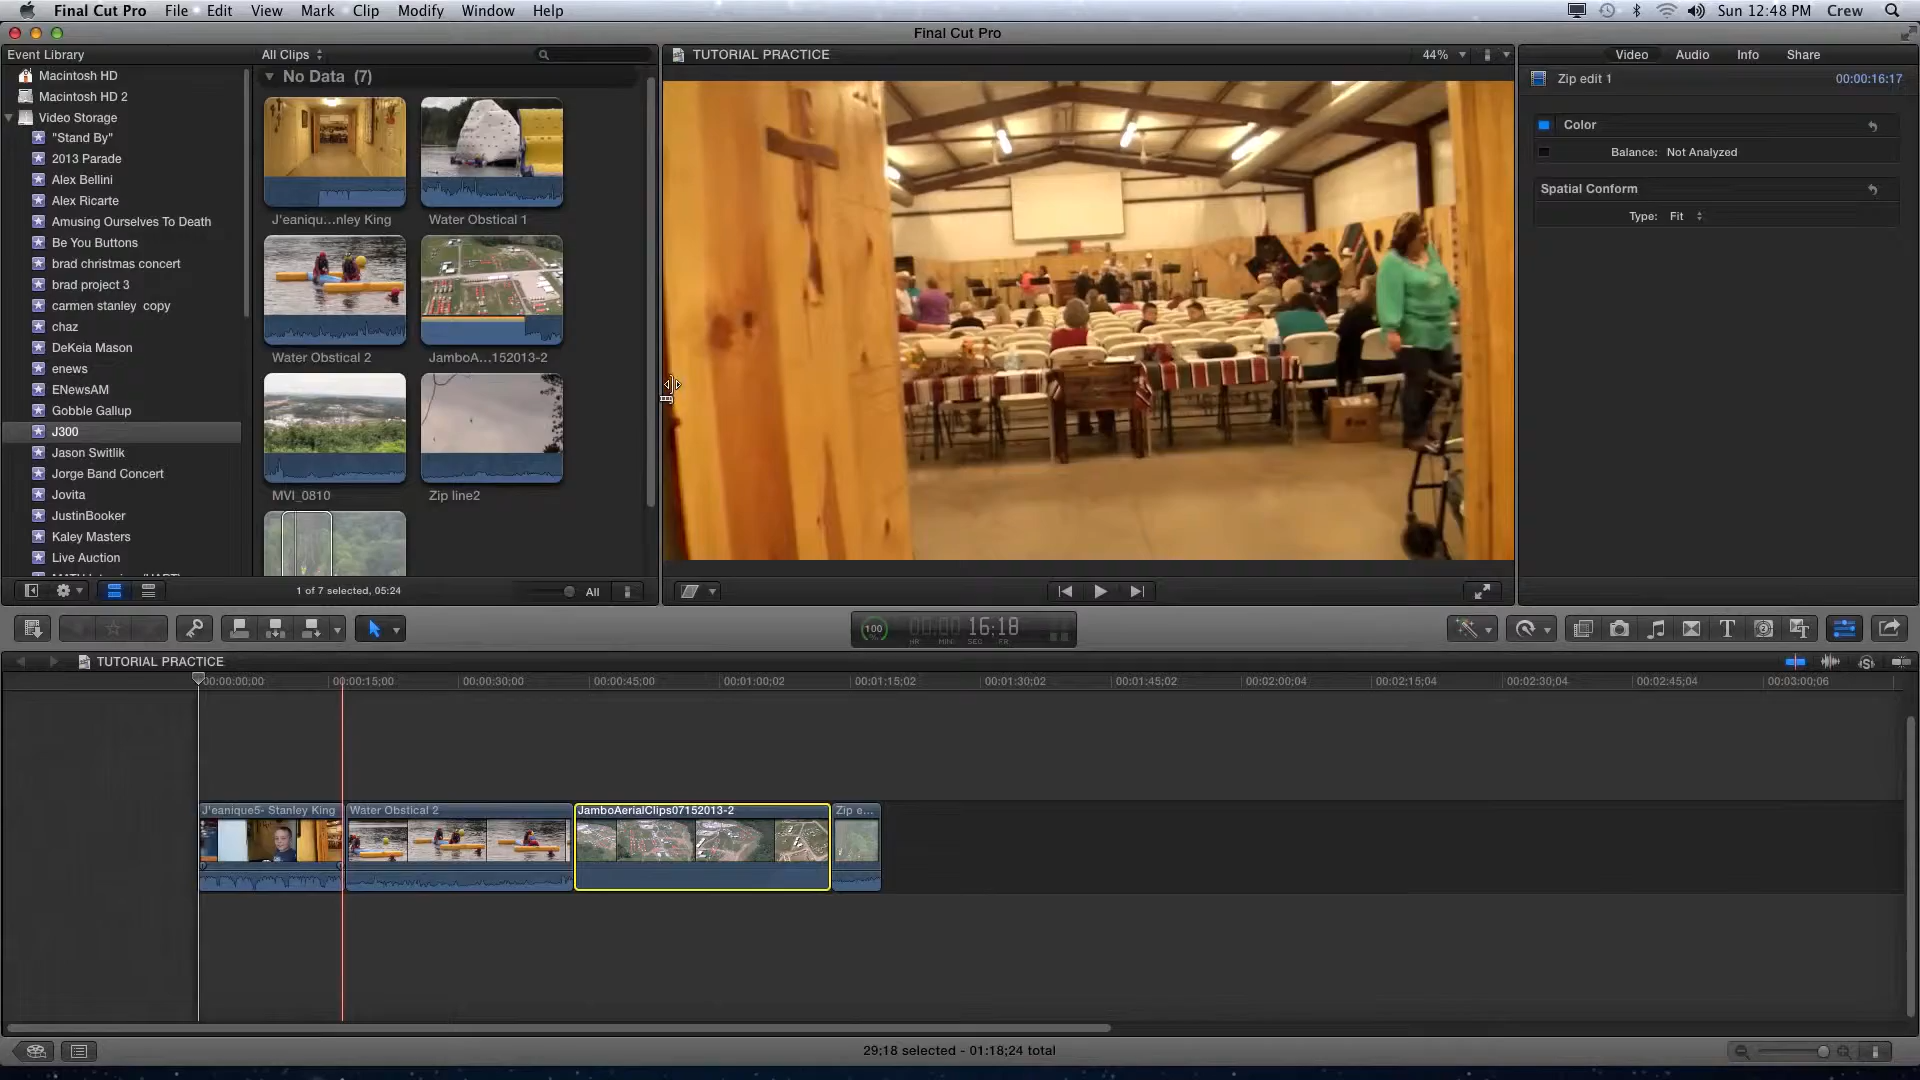 Final Cut Pro File Edit View Mark Clip Modify Window Help Sun 12:48 PM Crew
Final Cut Pro
Event Library
Macintosh HD
Macintosh HD 2
Video Storage
"Stand By"
2013 Parade
Alex Bellini
Alex Ricarte
Amusing Ourselves To Death
Be You Buttons
brad christmas concert
brad project 3
carmen stanley copy
chaz
DeKeia Mason
enews
ENewsAM
Gobble Gallup
J300
Jason Switlik
Jorge Band Concert
Jovita
JustinBooker
Kaley Masters
Live Auction
All Clips
No Data (7)
J'eaniqu...nley King Water Obstical 1
Water Obstical 2 JamboA...152013-2
MVI_0810 Zip line2
1 of 7 selected, 05:24 All
TUTORIAL PRACTICE 44%
Video Audio Info Share
Zip edit 1 00:00:16:17
Color
Balance: Not Analyzed
Spatial Conform
Type: Fit
100 % 00:00:16:18
HR MIN SEC FR
TUTORIAL PRACTICE
00:00:00;00 00:00:15;00 00:00:30;00 00:00:45;00 00:01:00;02 00:01:15;02 00:01:30;02 00:01:45;02 00:02:00;04 00:02:15;04 00:02:30;04 00:02:45;04 00:03:00;06
J'eanique5- Stanley King Water Obstical 2 JamboAerialClips07152013-2 Zip e...
29;18 selected - 01:18;24 total